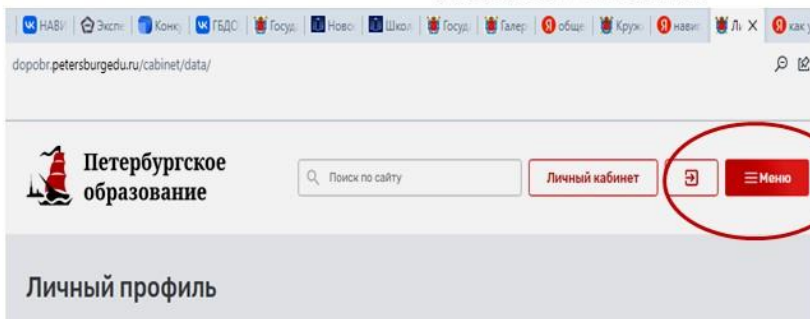 НАВИ Экспе Конку ГБДО Госуд Новос Школ Госуд Галер обще Кружк навиг Ли как у
dopobr.petersburgedu.ru/cabinet/data/
Петербургское
образование
Поиск по сайту
Личный кабинет
Меню
Личный профиль